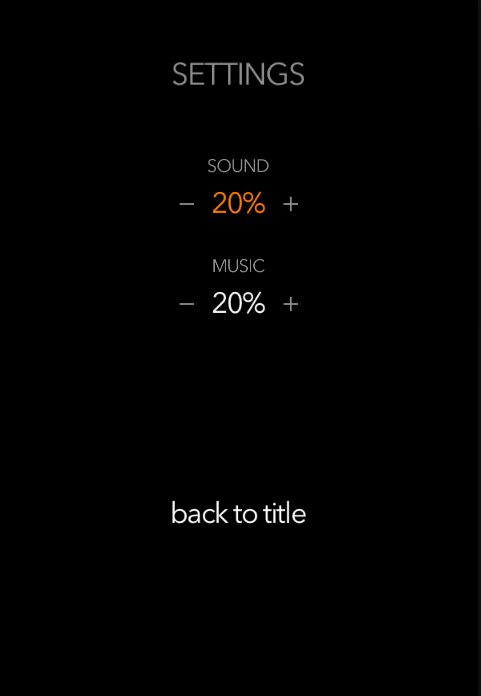 SETTINGS
SOUND
− 20% +
MUSIC
− 20% +
back to title